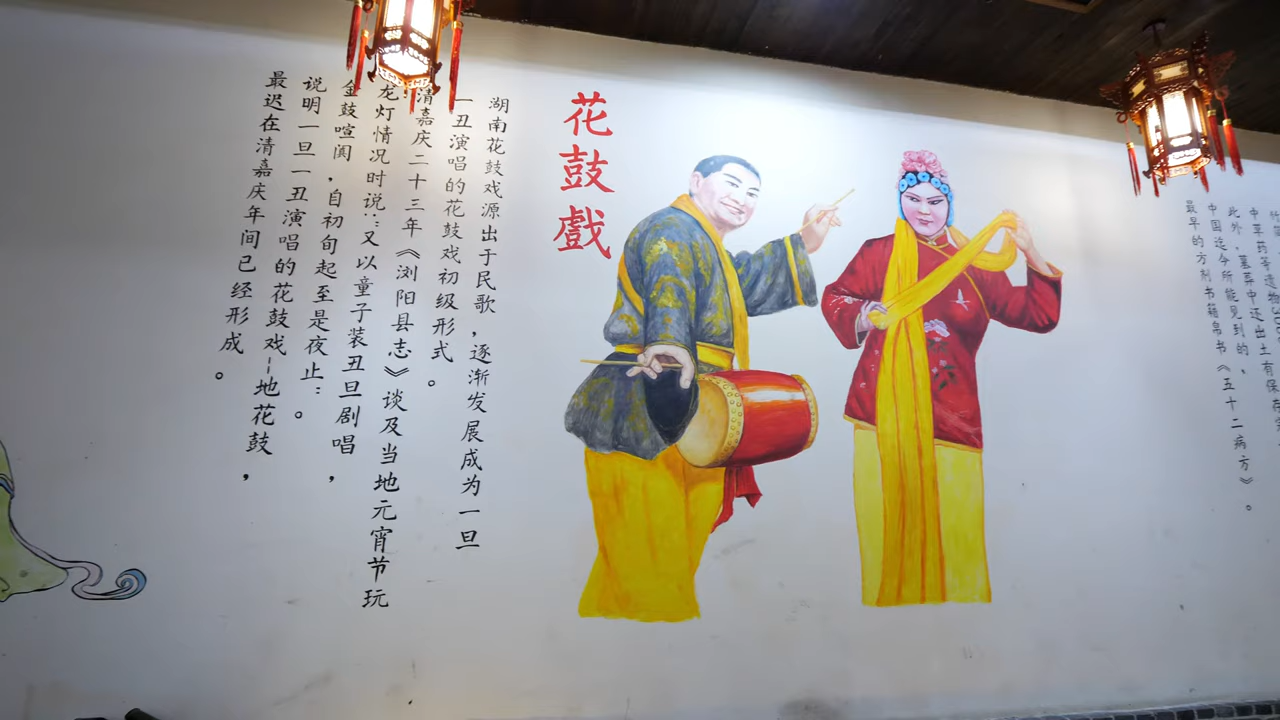 中草药等遗物
此外，墓葬中还出土有保存
中国迄今所能见到的，
最早的方剂书籍帛书《五十二病方》。
花鼓戲
湖南花鼓戏源出于民歌，逐渐发展成为一旦
一丑演唱的花鼓戏初级形式。
清嘉庆二十三年《浏阳县志》谈及当地元宵节玩
龙灯情况时说：又以童子装丑旦剧唱，
金鼓喧阗，自初旬起至是夜止：。
说明一旦一丑演唱的花鼓戏--地花鼓，
最迟在清嘉庆年间已经形成。